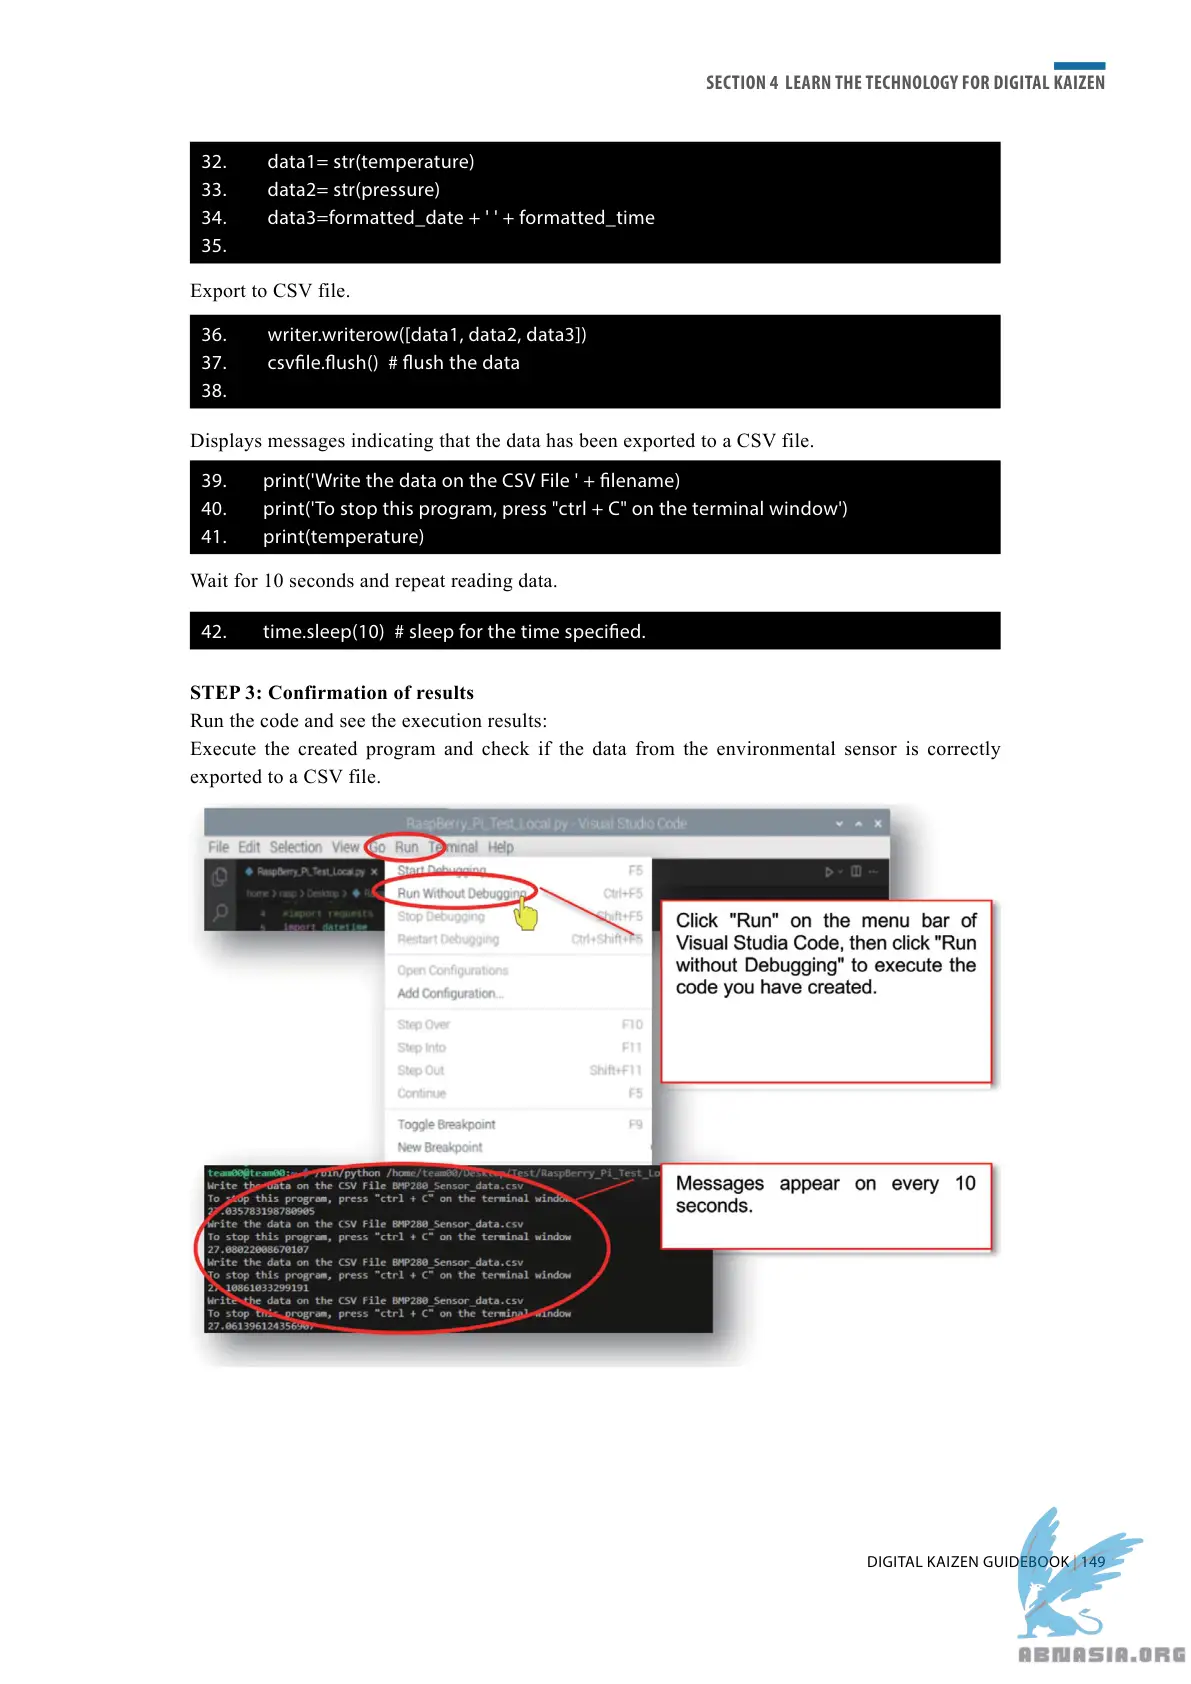 SECTION 4 LEARN THE TECHNOLOGY FOR DIGITAL KAIZEN
32. data1= str(temperature)
33. data2= str(pressure)
34. data3=formatted_date + ' ' + formatted_time
35.
Export to CSV file.
36. writer.writerow([data1, data2, data3])
37. csvfile.flush() # flush the data
38.
Displays messages indicating that the data has been exported to a CSV file.
39. print('Write the data on the CSV File ' + filename)
40. print('To stop this program, press "ctrl + C" on the terminal window')
41. print(temperature)
Wait for 10 seconds and repeat reading data.
42. time.sleep(10) # sleep for the time specified.
STEP 3: Confirmation of results
Run the code and see the execution results:
Execute the created program and check if the data from the environmental sensor is correctly
exported to a CSV file.
RaspBerry_Pi_Test_Local.py - Visual Studio Code
File Edit Selection View Go Run Terminal Help
RaspBerry_Pi_Test_Local.py
home > rasp > Desktop >
4 #import requests
5 import datetime
Start Debugging F5
Run Without Debugging Ctrl+F5
Stop Debugging Shift+F5
Restart Debugging Ctrl+Shift+F5
Open Configurations
Add Configuration...
Step Over F10
Step Into F11
Step Out Shift+F11
Continue F5
Toggle Breakpoint F9
New Breakpoint
Click "Run" on the menu bar of
Visual Studia Code, then click "Run
without Debugging" to execute the
code you have created.
team00@team00:~ $ /bin/python /home/team00/Desktop/Test/RaspBerry_Pi_Test_Lo
Write the data on the CSV File BMP280_Sensor_data.csv
To stop this program, press "ctrl + C" on the terminal window
27.035783198780905
Write the data on the CSV File BMP280_Sensor_data.csv
To stop this program, press "ctrl + C" on the terminal window
27.08022008670107
Write the data on the CSV File BMP280_Sensor_data.csv
To stop this program, press "ctrl + C" on the terminal window
27.10861033299191
Write the data on the CSV File BMP280_Sensor_data.csv
To stop this program, press "ctrl + C" on the terminal window
Messages appear on every 10
seconds.
DIGITAL KAIZEN GUIDEBOOK | 149
ABNASIA.ORG